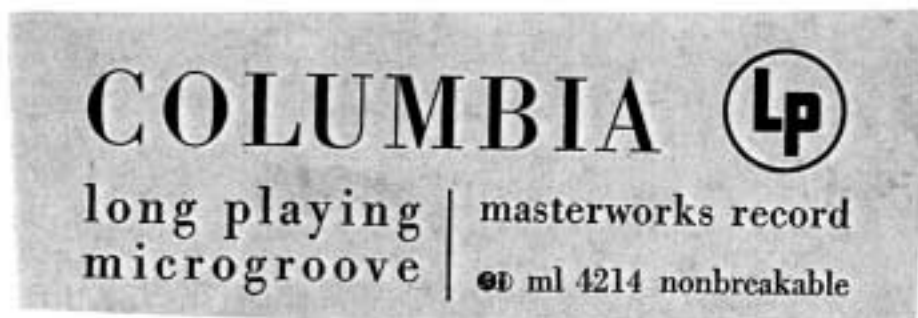 COLUMBIA Lp
long playing
microgroove
masterworks record
ml 4214 nonbreakable